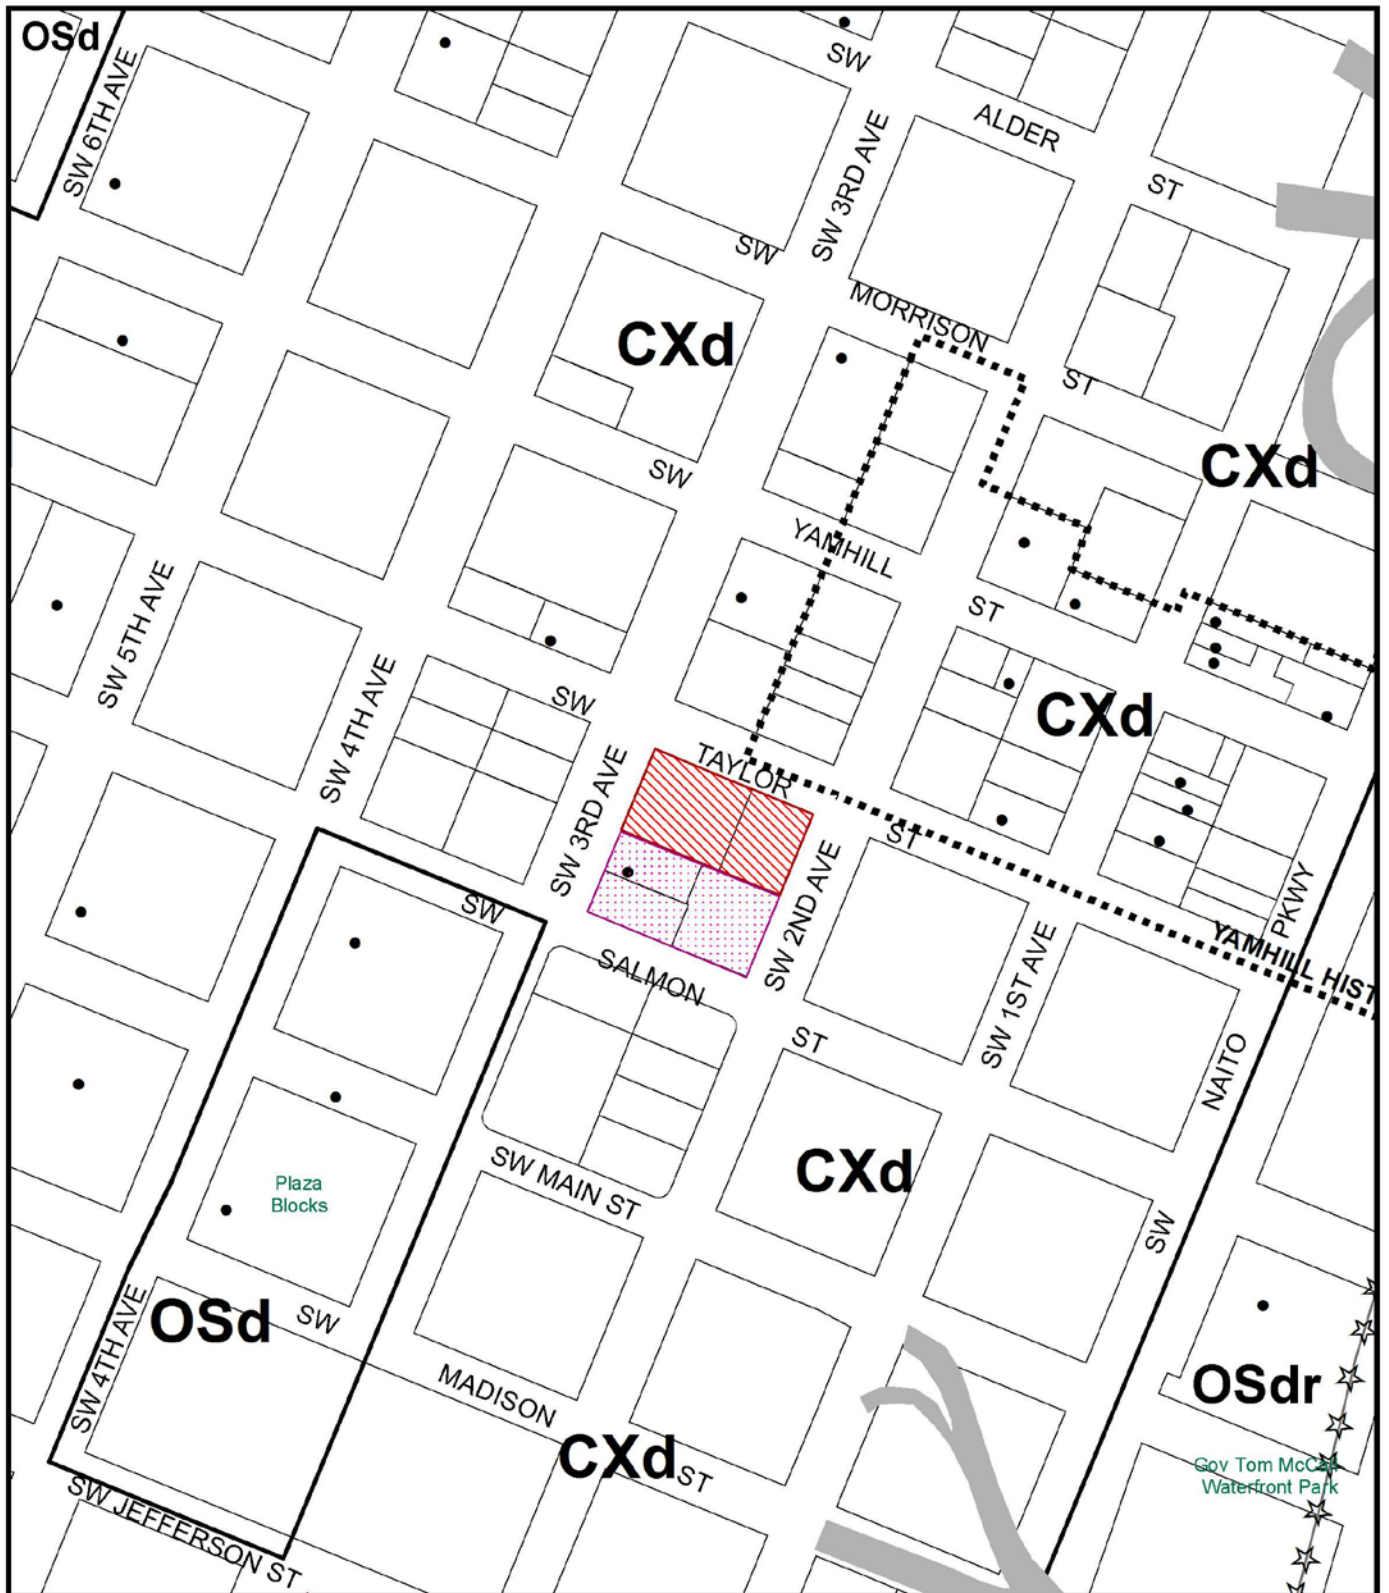 OSd
SW 6TH AVE
SW
ALDER
ST
SW 3RD AVE
SW
MORRISON
ST
CXd
CXd
SW
YAMHILL
ST
SW 5TH AVE
SW 4TH AVE
SW
TAYLOR
ST
CXd
SW 3RD AVE
SW 2ND AVE
SW
SALMON
ST
SW 1ST AVE
PKWY
YAMHILL HIST
NAITO
SW
CXd
SW MAIN ST
Plaza
Blocks
OSd
SW 4TH AVE
SW
MADISON
ST
CXd
OSdr
Gov Tom McCall
Waterfront Park
SW JEFFERSON ST